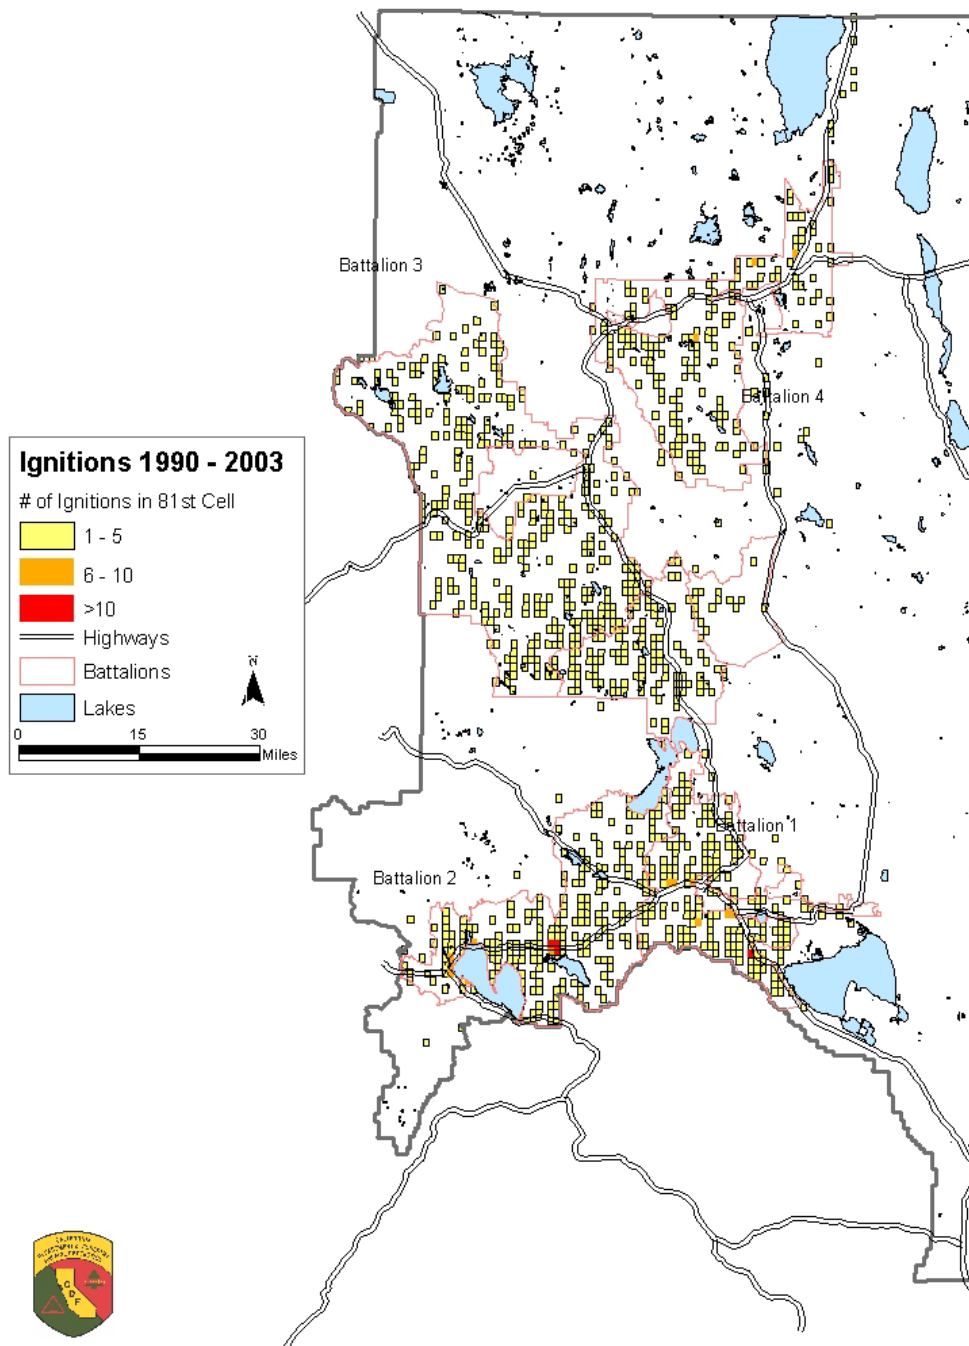 Battalion 3
Battalion 4
Ignitions 1990 - 2003
# of Ignitions in 81st Cell
1 - 5
6 - 10
>10
Highways
Battalions
N
Lakes
0 15 30
Miles
Battalion 1
Battalion 2
C
D
F